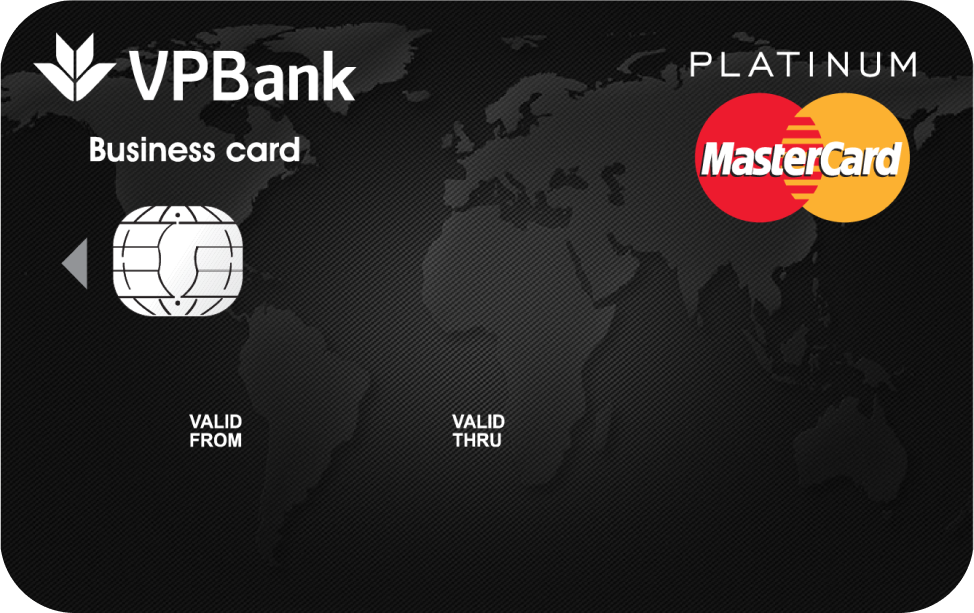 VPBank
Business card
PLATINUM
MasterCard
VALID
FROM
VALID
THRU